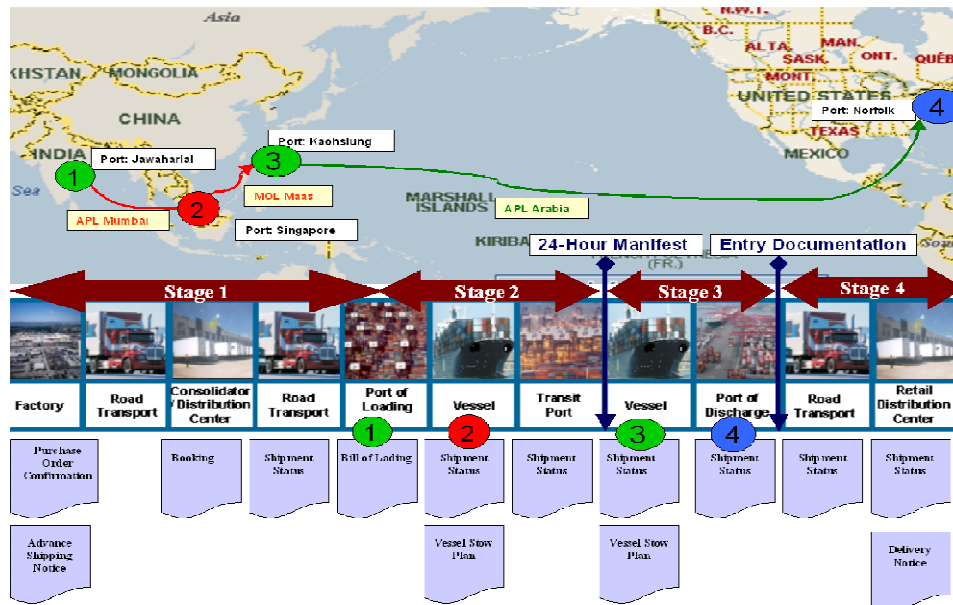 Asia
N.W.T.
B.C.
ALTA.
MAN.
SASK.
ONT.
QUÉB
MONT.
KHSTAN
MONGOLIA
CHINA
INDIA
UNITED STATES
TEXAS
MEXICO
Port: Norfolk
4
Port: Kaohsiung
3
Port: Jawaharlal
1
Sea
2
MOL Maas
APL Mumbai
MARSHALL
ISLANDS
APL Arabia
Port: Singapore
KIRIBA
24-Hour Manifest
Entry Documentation
(FR.)
Stage 1
Stage 2
Stage 3
Stage 4
Factory
Road
Transport
Consolidator
/ Distribution
Center
Road
Transport
Port of
Loading
Vessel
Transit
Port
Vessel
Port of
Discharge
Road
Transport
Retail
Distribution
Center
1
2
3
4
Purchase
Order
Confirmation
Booking
Shipment
Status
Bill of Lading
Shipment
Status
Shipment
Status
Shipment
Status
Shipment
Status
Shipment
Status
Shipment
Status
Advance
Shipping
Notice
Vessel Stow
Plan
Vessel Stow
Plan
Delivery
Notice